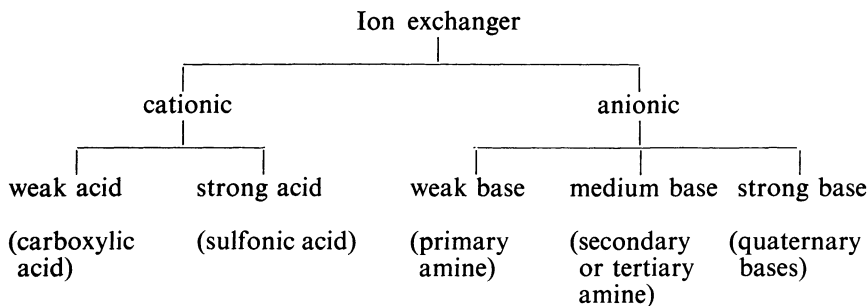 Ion exchanger
cationic anionic
weak acid strong acid weak base medium base strong base
(carboxylic (sulfonic acid) (primary (secondary (quaternary
acid) amine) or tertiary bases)
amine)